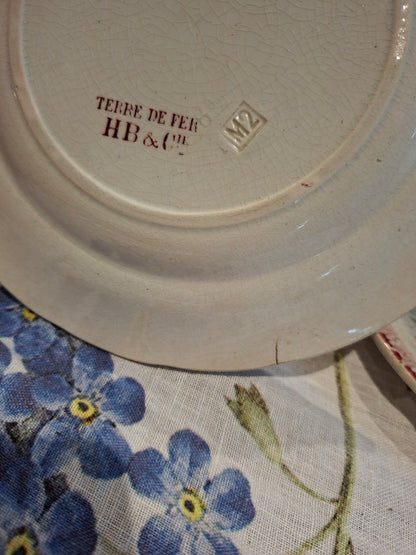 TERRE DE FER
HB & Cie
M2